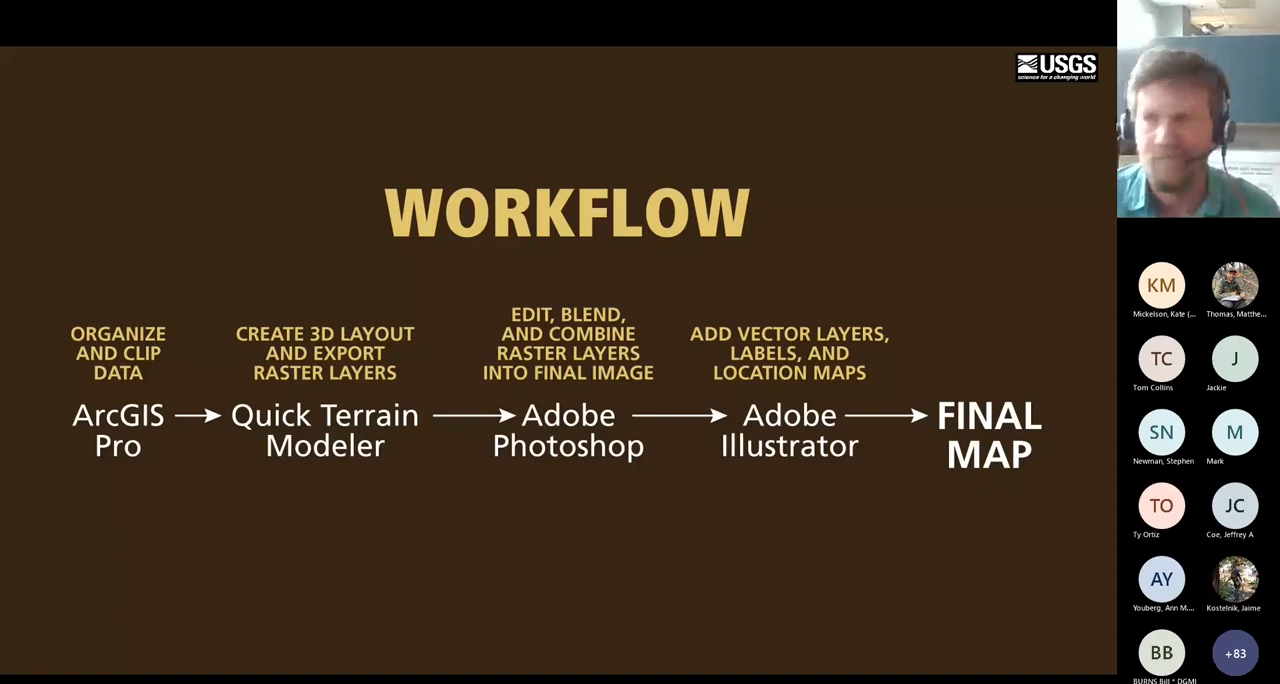 USGS
science for a changing world
WORKFLOW
ORGANIZE
AND CLIP
DATA
ArcGIS
Pro
CREATE 3D LAYOUT
AND EXPORT
RASTER LAYERS
Quick Terrain
Modeler
EDIT, BLEND,
AND COMBINE
RASTER LAYERS
INTO FINAL IMAGE
Adobe
Photoshop
ADD VECTOR LAYERS,
LABELS, AND
LOCATION MAPS
Adobe
Illustrator
FINAL
MAP
KM
Mickelson, Kate (...
Thomas, Matthe...
TC
Tom Collins
J
Jackie
SN
Newman, Stephen
M
Mark
TO
Ty Ortiz
JC
Coe, Jeffrey A
AY
Youberg, Ann M....
Kostelnik, Jaime
BB
BURNS Bill * DGMI
+83